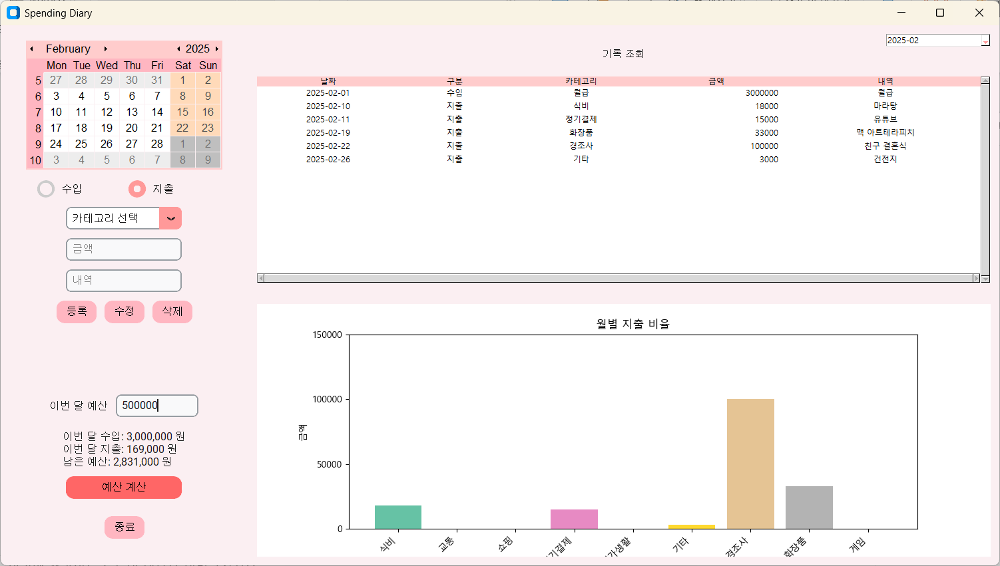 Spending Diary
February 2025
Mon Tue Wed Thu Fri Sat Sun
5 27 28 29 30 31 1 2
6 3 4 5 6 7 8 9
7 10 11 12 13 14 15 16
8 17 18 19 20 21 22 23
9 24 25 26 27 28 1 2
10 3 4 5 6 7 8 9
수입 지출
카테고리 선택
금액
내역
등록 수정 삭제
이번 달 예산 500000
이번 달 수입: 3,000,000 원
이번 달 지출: 169,000 원
남은 예산: 2,831,000 원
예산 계산
종료
2025-02
기록 조회
날짜 구분 카테고리 금액 내역
2025-02-01 수입 월급 3000000 월급
2025-02-10 지출 식비 18000 마라탕
2025-02-11 지출 정기결제 15000 유튜브
2025-02-19 지출 화장품 33000 맥 아트테라피치
2025-02-22 지출 경조사 100000 친구 결혼식
2025-02-26 지출 기타 3000 건전지
월별 지출 비율
150000
100000
50000
0
금액
식비 교통 쇼핑 기결제 가생활 기타 경조사 화장품 게임